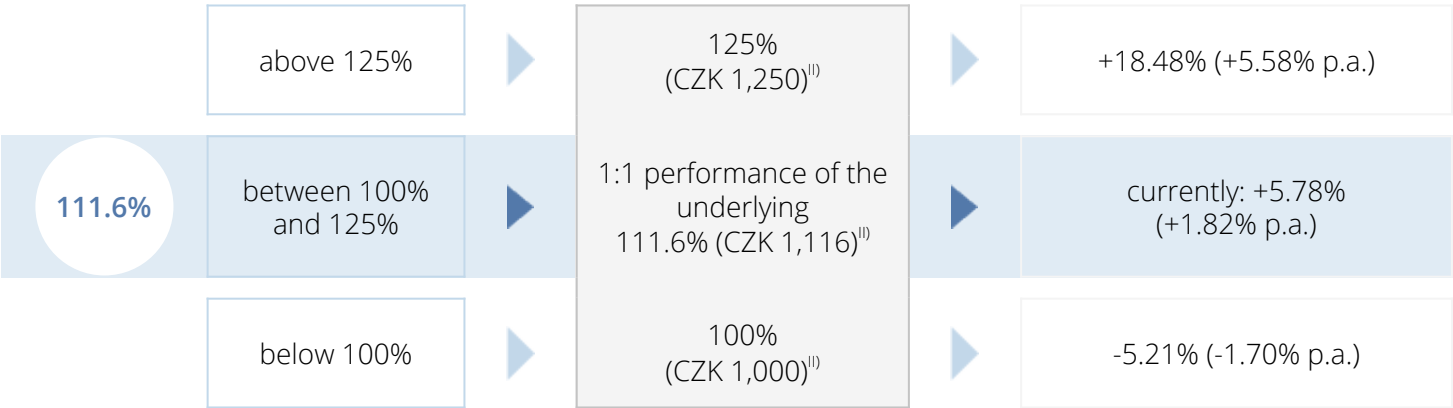 above 125%
125%
(CZK 1,250)II)
+18.48% (+5.58% p.a.)
111.6%
between 100%
and 125%
1:1 performance of the
underlying
111.6% (CZK 1,116)II)
currently: +5.78%
(+1.82% p.a.)
below 100%
100%
(CZK 1,000)II)
-5.21% (-1.70% p.a.)